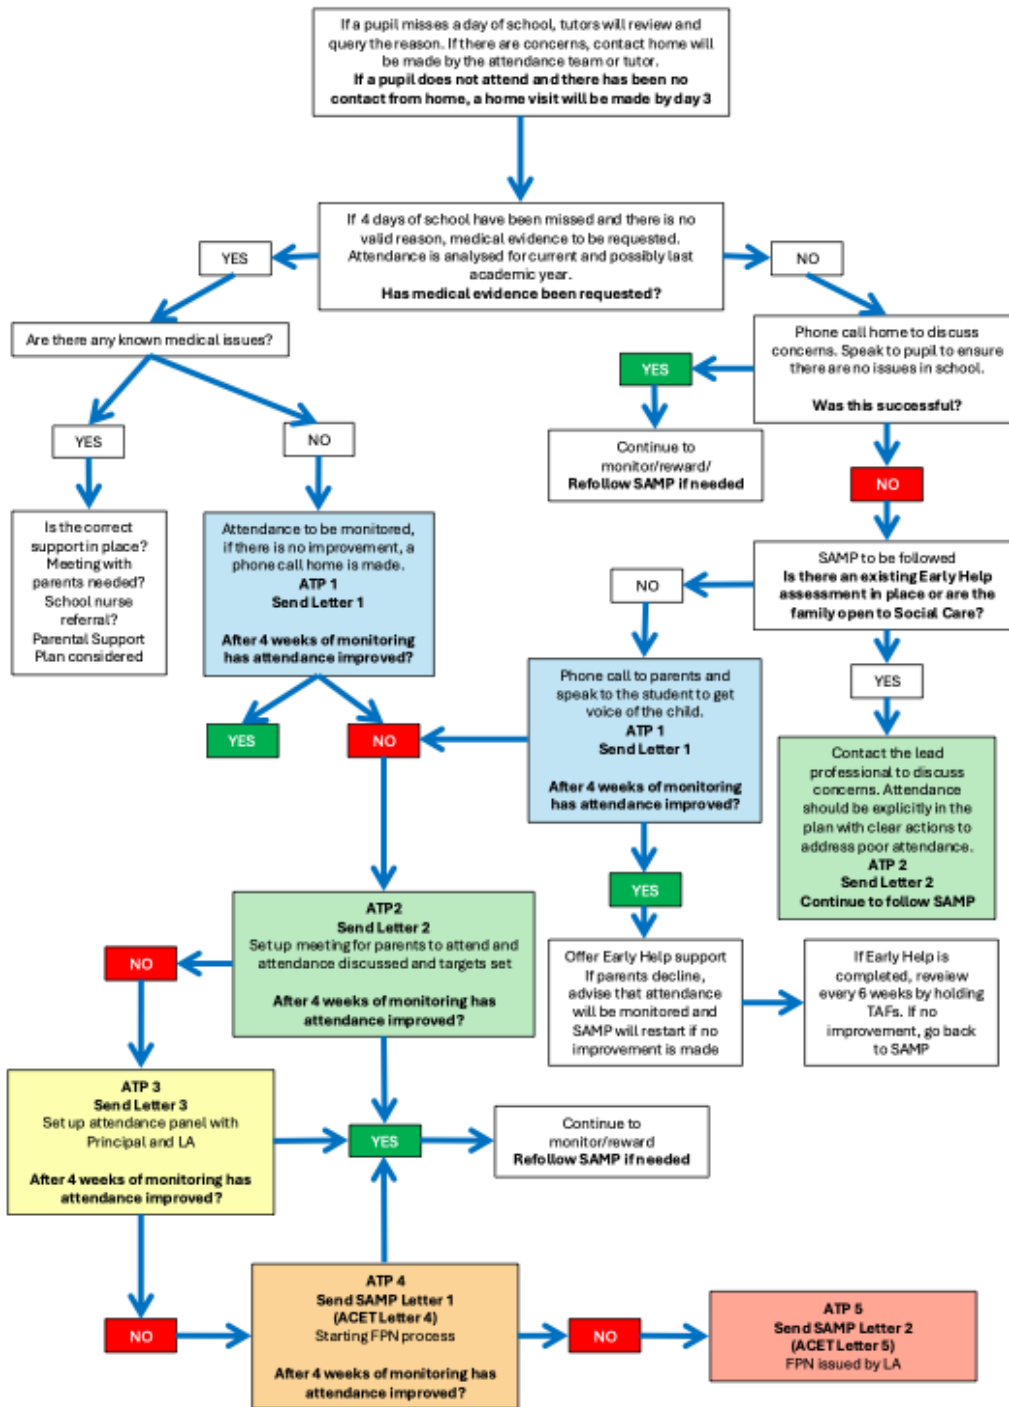 If a pupil misses a day of school, tutors will review and
query the reason. If there are concerns, contact home will
be made by the attendance team or tutor.
If a pupil does not attend and there has been no
contact from home, a home visit will be made by day 3
If 4 days of school have been missed and there is no
valid reason, medical evidence to be requested.
Attendance is analysed for current and possibly last
academic year.
Has medical evidence been requested?
YES
NO
Are there any known medical issues?
Phone call home to discuss
concerns. Speak to pupil to ensure
there are no issues in school.
Was this successful?
YES
YES
NO
Continue to
monitor/reward/
Refollow SAMP if needed
NO
Is the correct
support in place?
Meeting with
parents needed?
School nurse
referral?
Parental Support
Plan considered
Attendance to be monitored,
if there is no improvement, a
phone call home is made.
ATP 1
Send Letter 1
After 4 weeks of monitoring
has attendance improved?
SAMP to be followed
Is there an existing Early Help
assessment in place or are the
family open to Social Care?
NO
YES
Phone call to parents and
speak to the student to get
voice of the child.
ATP 1
Send Letter 1
After 4 weeks of monitoring
has attendance improved?
YES
NO
Contact the lead
professional to discuss
concerns. Attendance
should be explicitly in the
plan with clear actions to
address poor attendance.
ATP 2
Send Letter 2
Continue to follow SAMP
YES
ATP2
Send Letter 2
Set up meeting for parents to attend and
attendance discussed and targets set
After 4 weeks of monitoring has
attendance improved?
NO
Offer Early Help support
If parents decline,
advise that attendance
will be monitored and
SAMP will restart if no
improvement is made
If Early Help is
completed, reveiew
every 6 weeks by holding
TAFs. If no
improvement, go back
to SAMP
ATP 3
Send Letter 3
Set up attendance panel with
Principal and LA
After 4 weeks of monitoring has
attendance improved?
YES
Continue to
monitor/reward
Refollow SAMP if needed
NO
ATP 4
Send SAMP Letter 1
(ACET Letter 4)
Starting FPN process
After 4 weeks of monitoring has
attendance improved?
NO
ATP 5
Send SAMP Letter 2
(ACET Letter 5)
FPN issued by LA